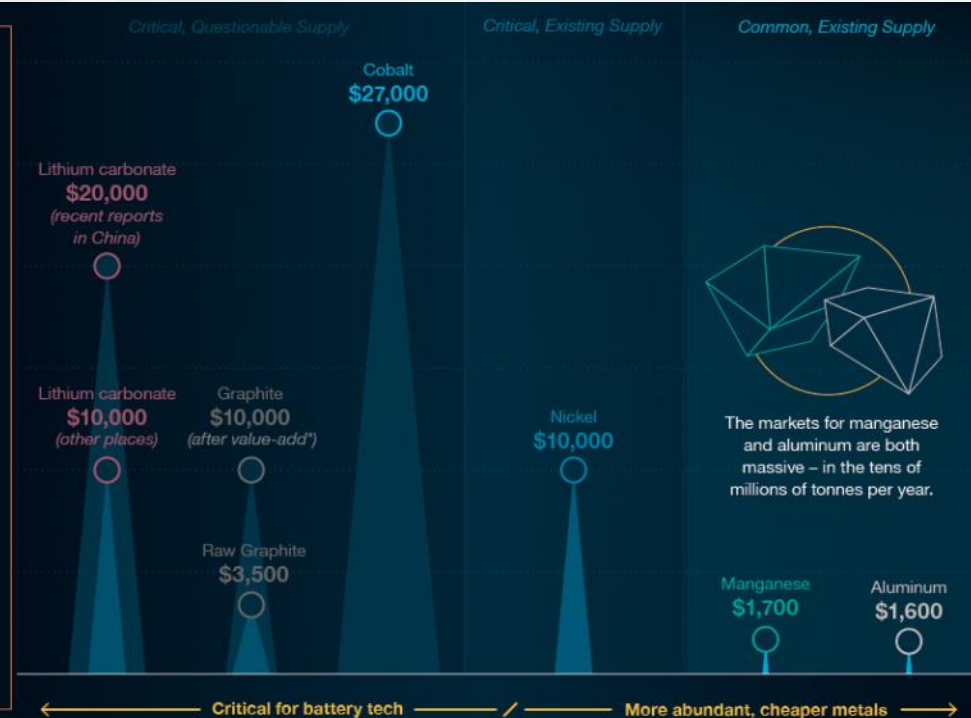 Critical, Questionable Supply
Critical, Existing Supply
Common, Existing Supply
Cobalt
$27,000
Lithium carbonate
$20,000
(recent reports
in China)
Lithium carbonate
$10,000
(other places)
Graphite
$10,000
(after value-add*)
Raw Graphite
$3,500
Nickel
$10,000
The markets for manganese
and aluminum are both
massive – in the tens of
millions of tonnes per year.
Manganese
$1,700
Aluminum
$1,600
Critical for battery tech
/
More abundant, cheaper metals